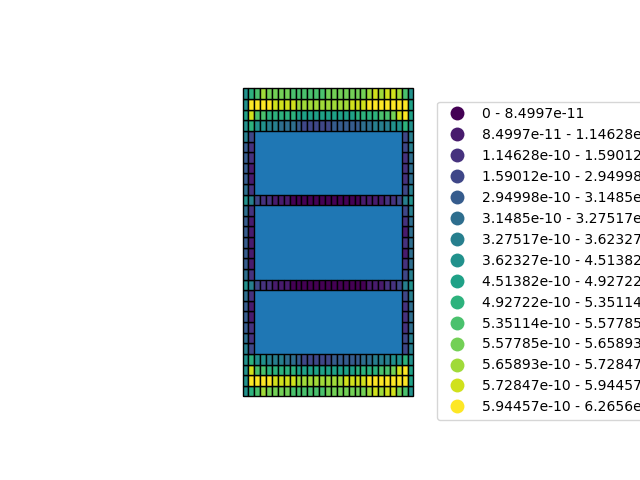 0 - 8.4997e-11
8.4997e-11 - 1.14628e
1.14628e-10 - 1.59012
1.59012e-10 - 2.94998
2.94998e-10 - 3.1485e
3.1485e-10 - 3.27517
3.27517e-10 - 3.62327
3.62327e-10 - 4.51382
4.51382e-10 - 4.92722
4.92722e-10 - 5.35114
5.35114e-10 - 5.57785
5.57785e-10 - 5.65893
5.65893e-10 - 5.72847
5.72847e-10 - 5.94457
5.94457e-10 - 6.2656e